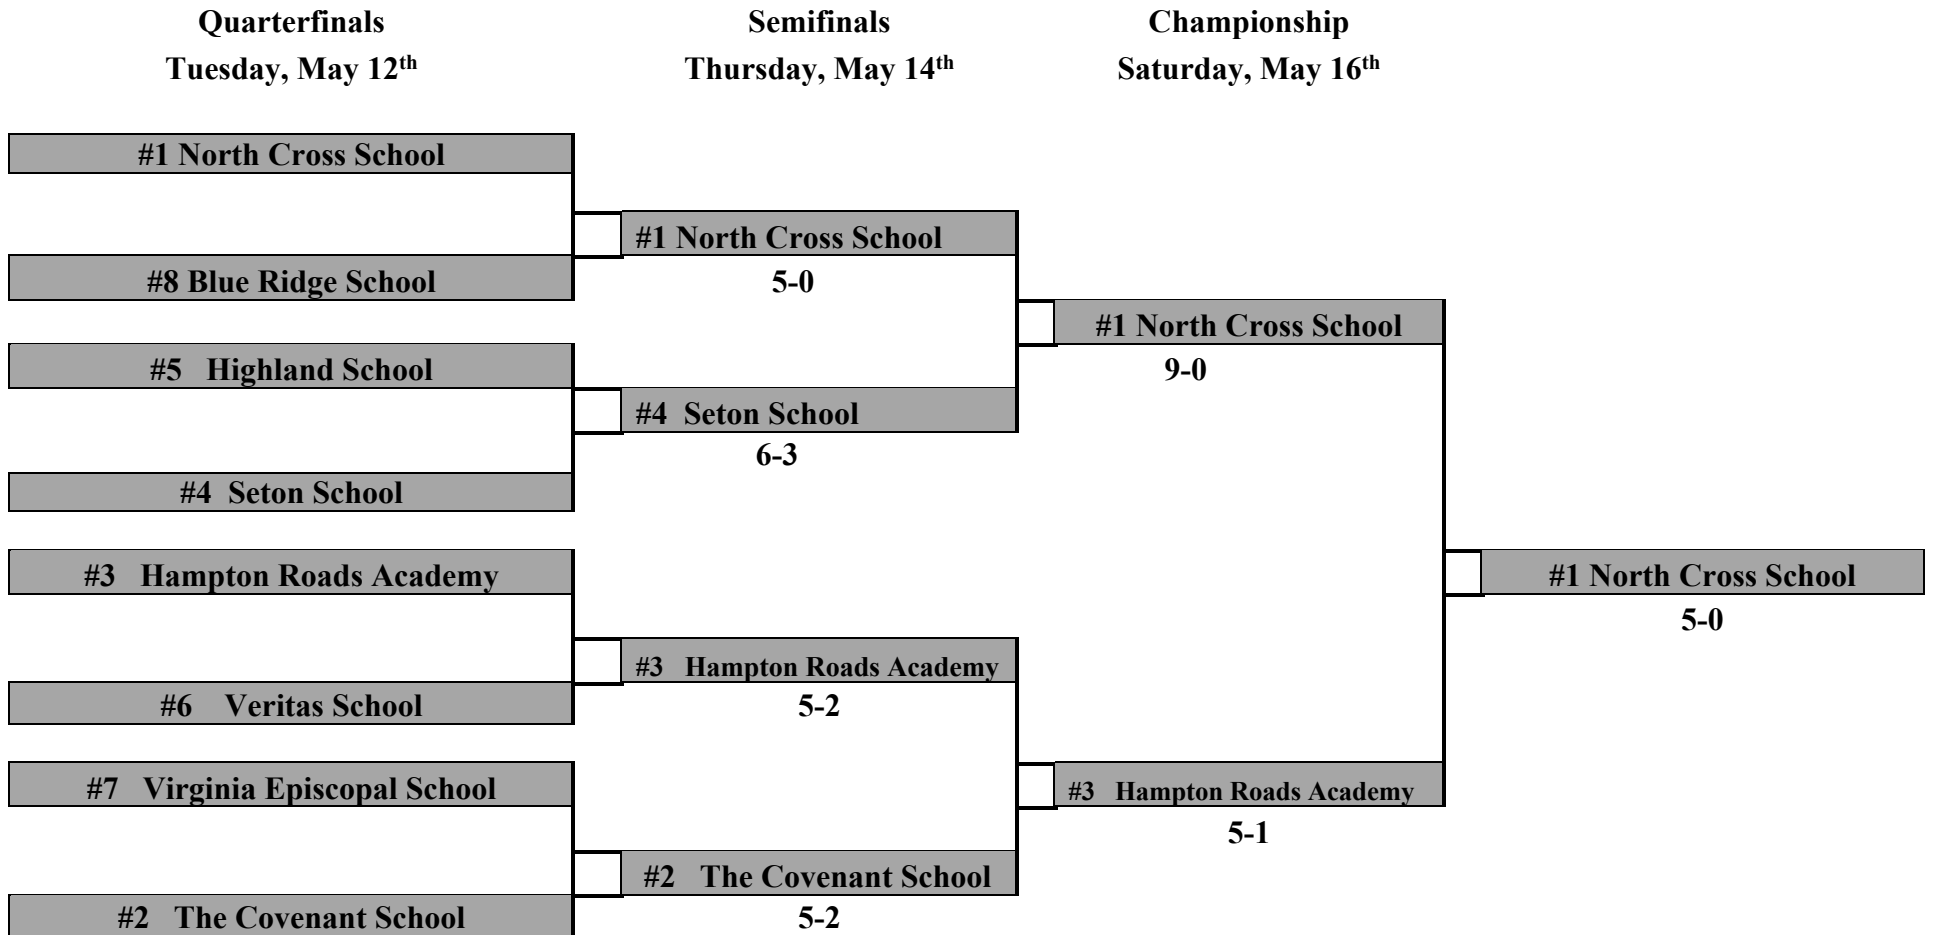 Quarterfinals
Tuesday, May 12th
Semifinals
Thursday, May 14th
Championship
Saturday, May 16th
#1 North Cross School
#8 Blue Ridge School
#5 Highland School
#4 Seton School
#3 Hampton Roads Academy
#6 Veritas School
#7 Virginia Episcopal School
#2 The Covenant School
#1 North Cross School
5-0
#4 Seton School
6-3
#3 Hampton Roads Academy
5-2
#2 The Covenant School
5-2
#1 North Cross School
9-0
#3 Hampton Roads Academy
5-1
#1 North Cross School
5-0